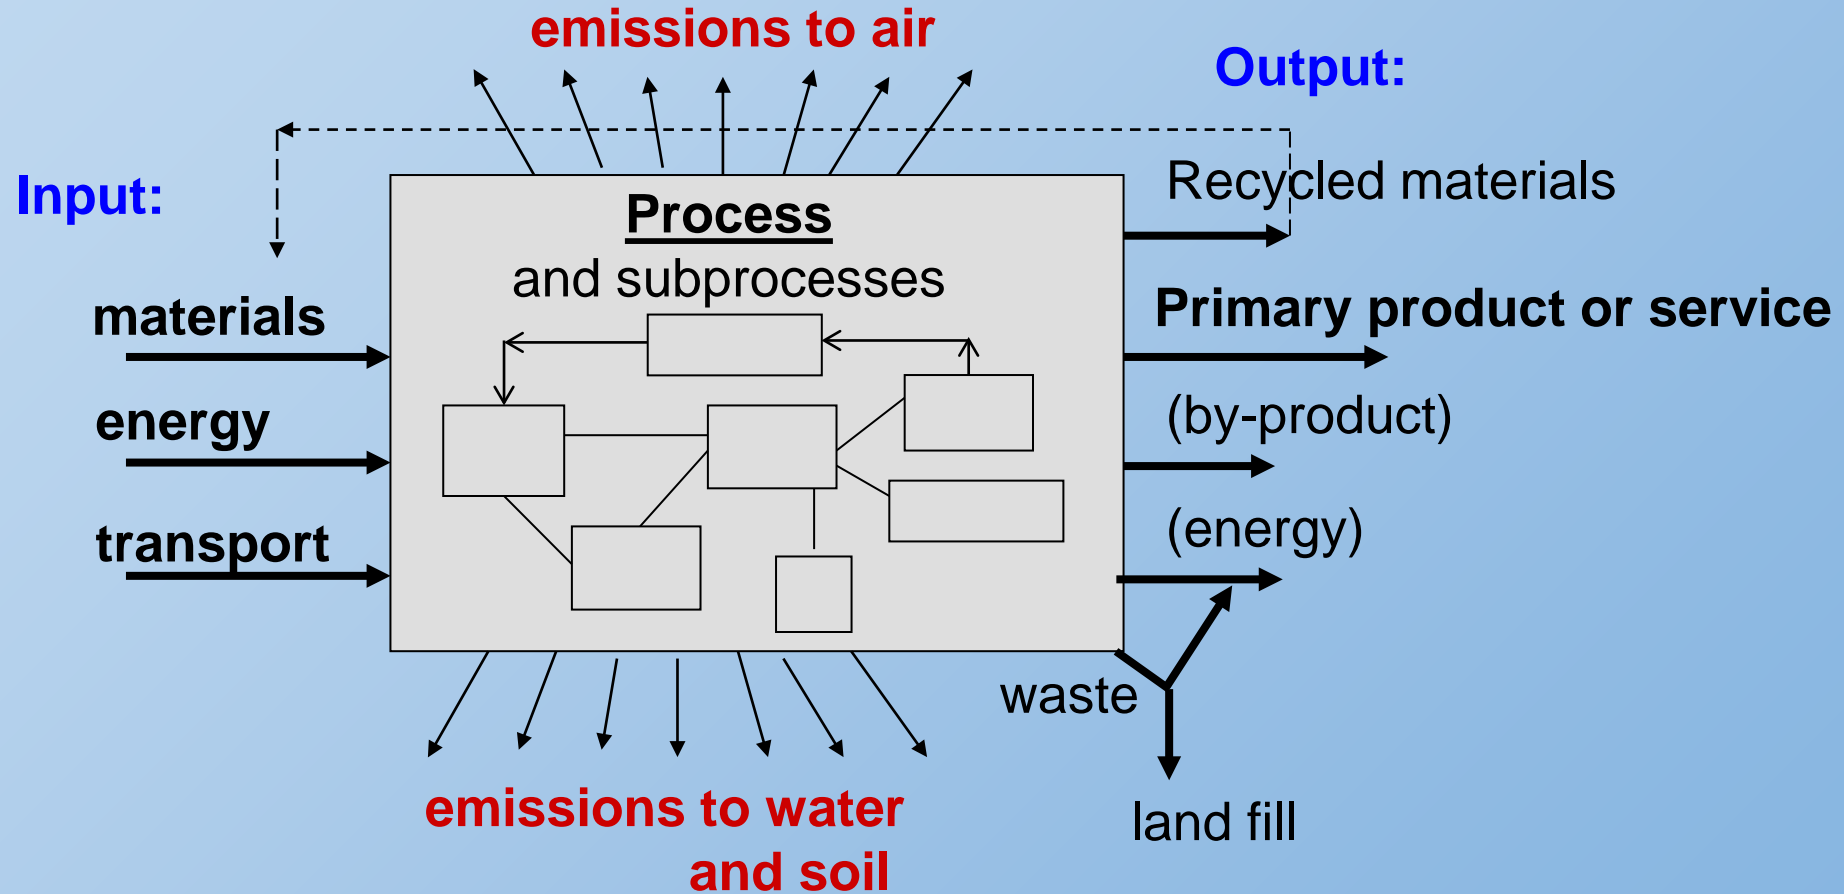 emissions to air
Output:
Input:
Recycled materials
Process
and subprocesses
materials
Primary product or service
energy
(by-product)
transport
(energy)
waste
emissions to water
and soil
land fill